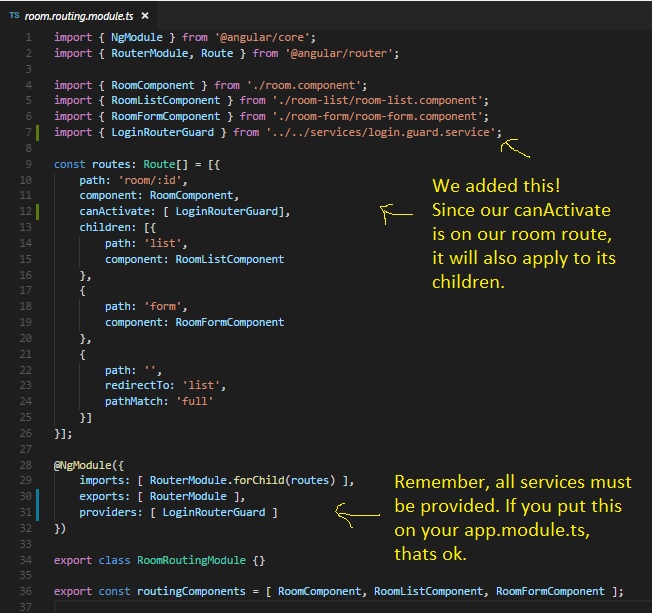 TS room.routing.module.ts ×
1 import { NgModule } from '@angular/core';
2 import { RouterModule, Route } from '@angular/router';
3
4 import { RoomComponent } from './room.component';
5 import { RoomListComponent } from './room-list/room-list.component';
6 import { RoomFormComponent } from './room-form/room-form.component';
7 import { LoginRouterGuard } from '../../services/login.guard.service';
8
9 const routes: Route[] = [{
10 path: 'room/:id',
11 component: RoomComponent,
12 canActivate: [ LoginRouterGuard],
13 children: [{
14 path: 'list',
15 component: RoomListComponent
16 },
17 {
18 path: 'form',
19 component: RoomFormComponent
20 },
21 {
22 path: '',
23 redirectTo: 'list',
24 pathMatch: 'full'
25 }]
26 }];
27
28 @NgModule({
29 imports: [ RouterModule.forChild(routes) ],
30 exports: [ RouterModule ],
31 providers: [ LoginRouterGuard ]
32 })
33
34 export class RoomRoutingModule {}
35
36 export const routingComponents = [ RoomComponent, RoomListComponent, RoomFormComponent ];
37
We added this!
Since our canActivate
is on our room route,
it will also apply to its
children.
Remember, all services must
be provided. If you put this
on your app.module.ts,
thats ok.